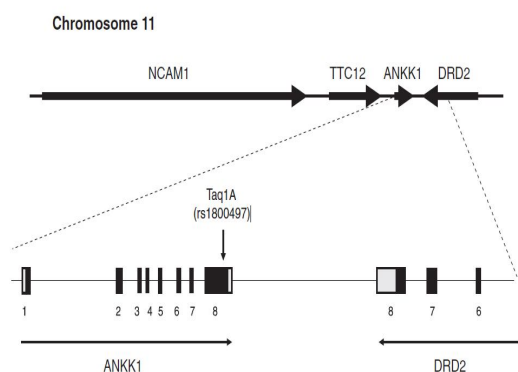 Chromosome 11
NCAM1 TTC12 ANKK1 DRD2
Taq1A
(rs1800497)
1 2 3 4 5 6 7 8 8 7 6
ANKK1 DRD2